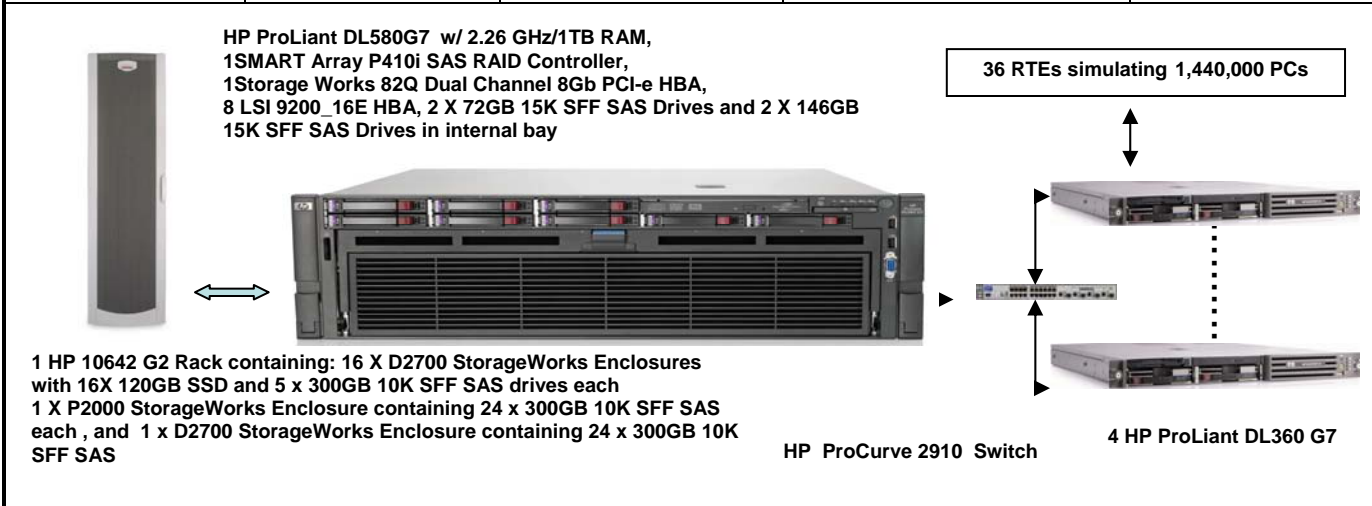 HP ProLiant DL580G7 w/ 2.26 GHz/1TB RAM,
1SMART Array P410i SAS RAID Controller,
1Storage Works 82Q Dual Channel 8Gb PCI-e HBA,
8 LSI 9200_16E HBA, 2 X 72GB 15K SFF SAS Drives and 2 X 146GB
15K SFF SAS Drives in internal bay
36 RTEs simulating 1,440,000 PCs
1 HP 10642 G2 Rack containing: 16 X D2700 StorageWorks Enclosures
with 16X 120GB SSD and 5 x 300GB 10K SFF SAS drives each
1 X P2000 StorageWorks Enclosure containing 24 x 300GB 10K SFF SAS
each , and 1 x D2700 StorageWorks Enclosure containing 24 x 300GB 10K
SFF SAS
HP ProCurve 2910 Switch
4 HP ProLiant DL360 G7